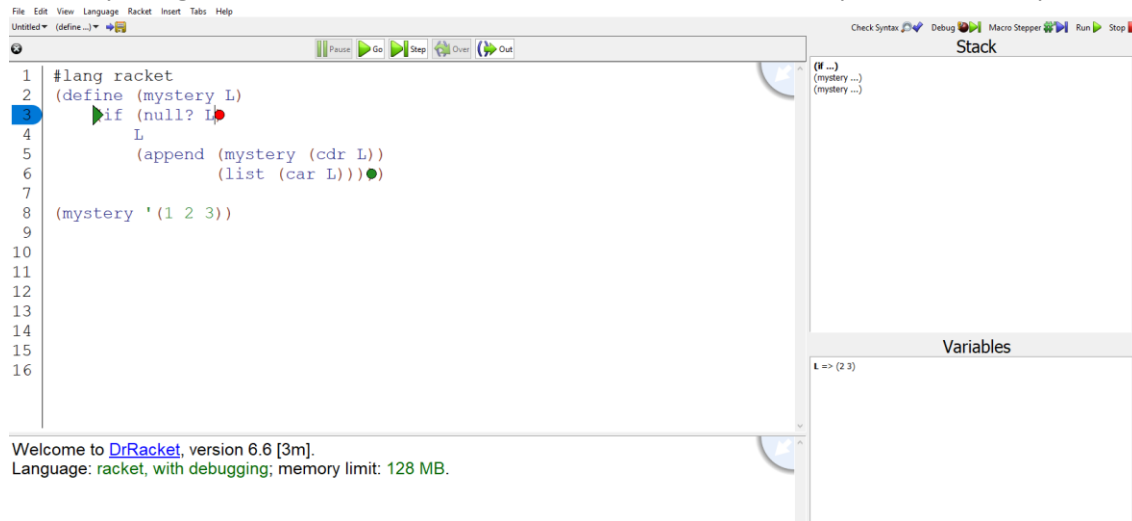 File Edit View Language Racket Insert Tabs Help
Untitled (define ...) Check Syntax Debug Macro Stepper Run Stop
Pause Go Step Over Out
Stack
(if ...)
(mystery ...)
(mystery ...)
1 #lang racket
2 (define (mystery L)
3 if (null? L
4 L
5 (append (mystery (cdr L))
6 (list (car L))))
7
8 (mystery '(1 2 3))
9
10
11
12
13
14
15
16
Variables
L => (2 3)
Welcome to DrRacket, version 6.6 [3m].
Language: racket, with debugging; memory limit: 128 MB.